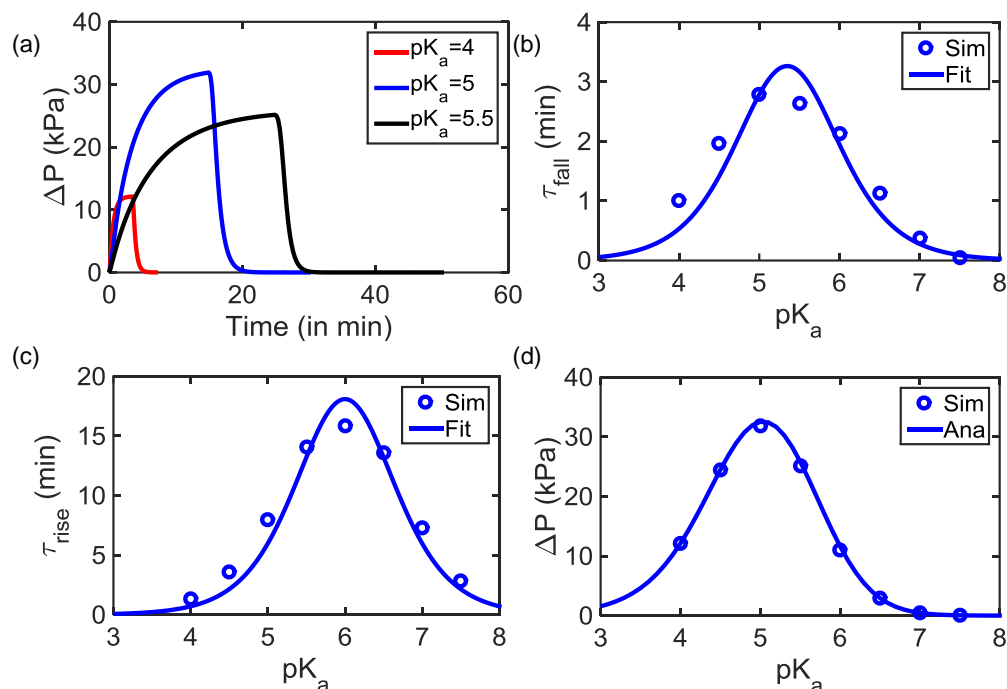 (a)
ΔP (kPa)
40
30
20
10
0
0
20
40
60
Time (in min)
pKₐ=4
pKₐ=5
pKₐ=5.5
(b)
τ_fall (min)
4
3
2
1
0
3
4
5
6
7
8
pKₐ
Sim
Fit
(c)
τ_rise (min)
20
15
10
5
0
3
4
5
6
7
8
pKₐ
Sim
Fit
(d)
ΔP (kPa)
40
30
20
10
0
3
4
5
6
7
8
pKₐ
Sim
Ana